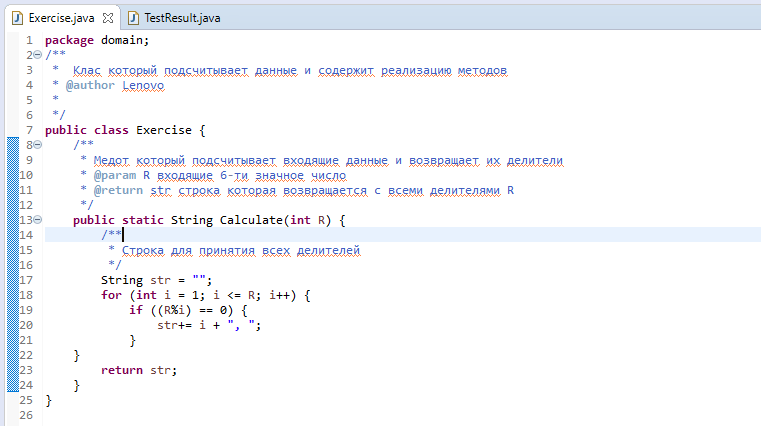 Exercise.java TestResult.java
1 package domain;
2 /**
3  *  Клас который подсчитывает данные и содержит реализацию методов
4  * @author Lenovo
5  *
6  */
7 public class Exercise {
8     /**
9      * Медот который подсчитывает входящие данные и возвращает их делители
10      * @param R входящие 6-ти значное число
11      * @return str строка которая возвращается с всеми делителями R
12      */
13     public static String Calculate(int R) {
14         /**
15          * Строка для принятия всех делителей
16          */
17         String str = "";
18         for (int i = 1; i <= R; i++) {
19             if ((R%i) == 0) {
20                 str+= i + ", ";
21             }
22     }
23         return str;
24     }
25 }
26